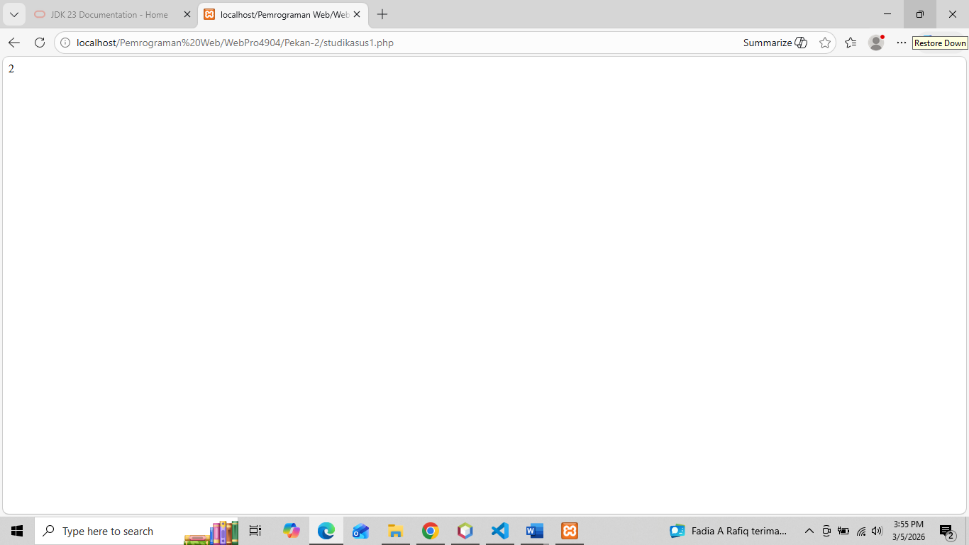 JDK 23 Documentation - Home
localhost/Pemrograman Web/Web
localhost/Pemrograman%20Web/WebPro4904/Pekan-2/studikasus1.php
Summarize
Restore Down
2
Type here to search
Fadia A Rafiq terima...
3:55 PM
3/5/2026
2